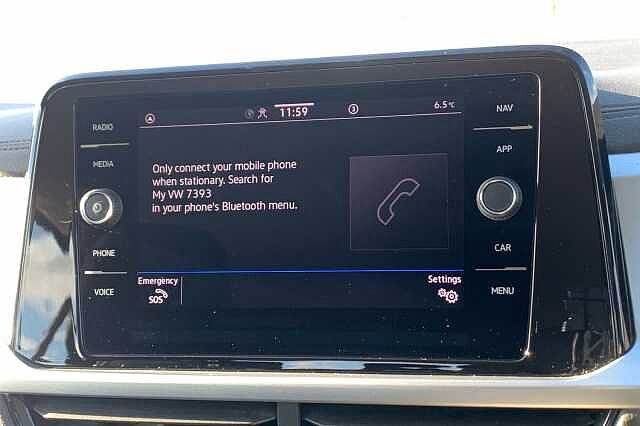 RADIO
MEDIA
PHONE
VOICE
11:59
3
6.5°C
Only connect your mobile phone
when stationary. Search for
My VW 7393
in your phone's Bluetooth menu.
Emergency
SOS
Settings
NAV
APP
CAR
MENU